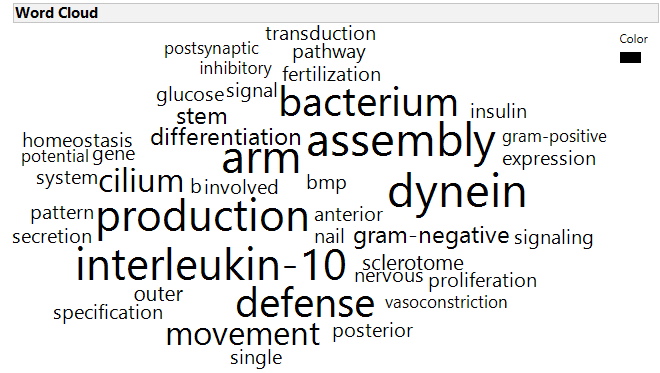 Word Cloud
Color
transduction
postsynaptic
pathway
inhibitory
fertilization
glucose
signal
bacterium
insulin
stem
homeostasis
differentiation
assembly
gram-positive
potential
gene
arm
expression
system
cilium
b
involved
bmp
dynein
pattern
production
anterior
secretion
nail
gram-negative
signaling
interleukin-10
sclerotome
nervous
proliferation
outer
defense
vasoconstriction
specification
movement
posterior
single